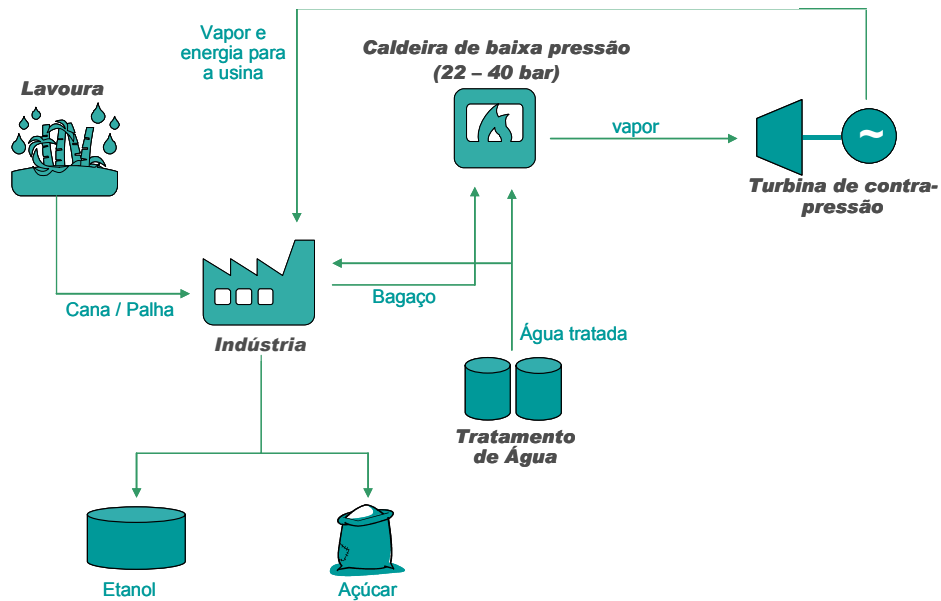 Vapor e
energia para
a usina
Caldeira de baixa pressão
(22 – 40 bar)
Lavoura
vapor
~
Turbina de contra-
pressão
Cana / Palha
Bagaço
Indústria
Água tratada
Tratamento
de Água
Etanol
Açúcar